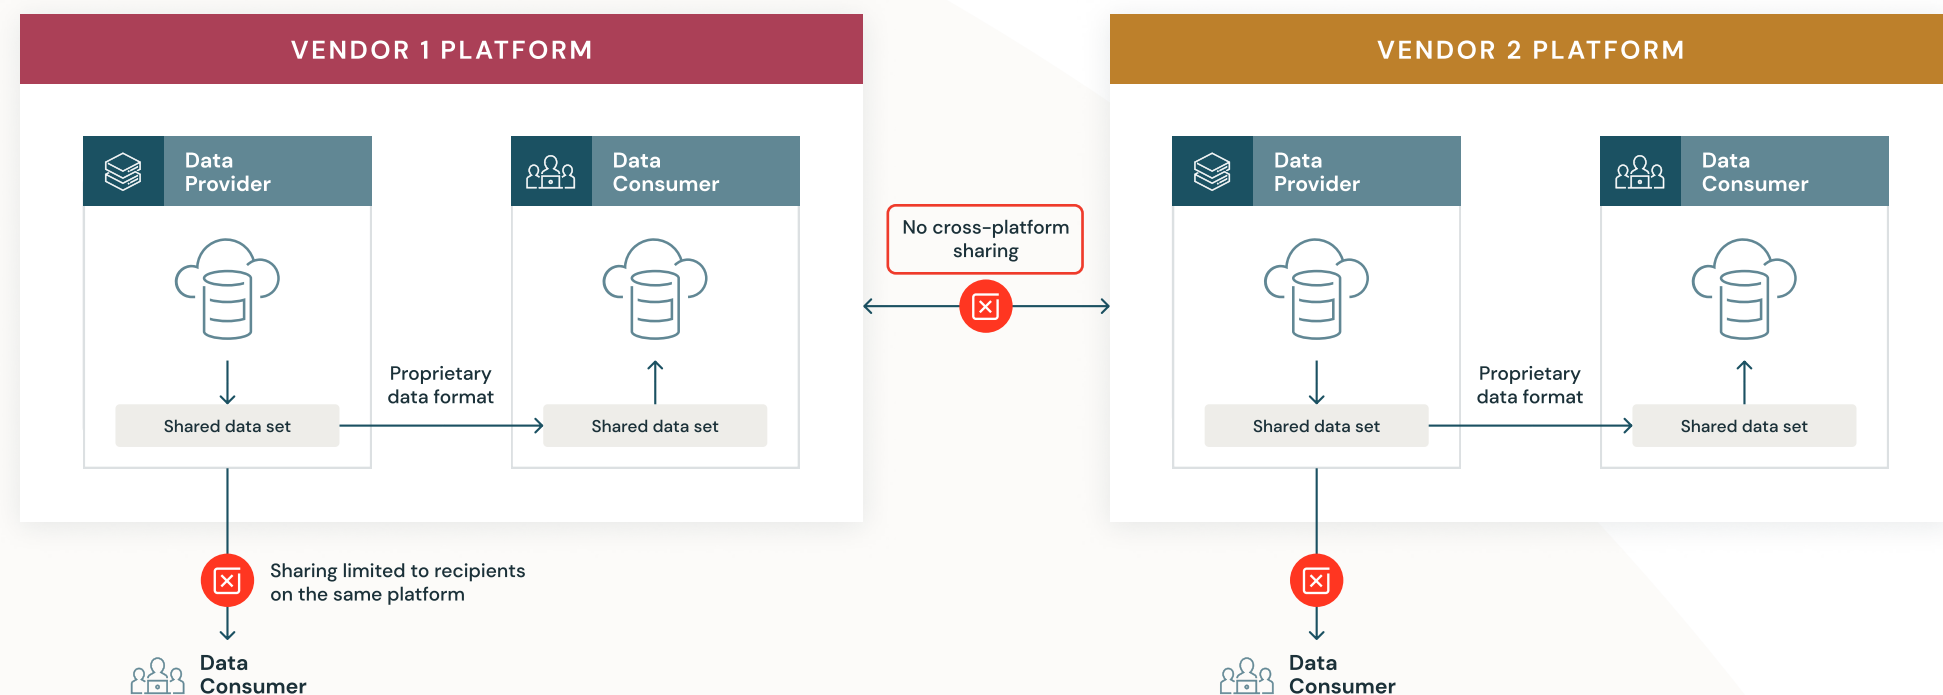 VENDOR 1 PLATFORM
Data
Provider
Data
Consumer
Proprietary
data format
Shared data set
Shared data set
Sharing limited to recipients
on the same platform
Data
Consumer
No cross-platform
sharing
VENDOR 2 PLATFORM
Data
Provider
Data
Consumer
Proprietary
data format
Shared data set
Shared data set
Data
Consumer